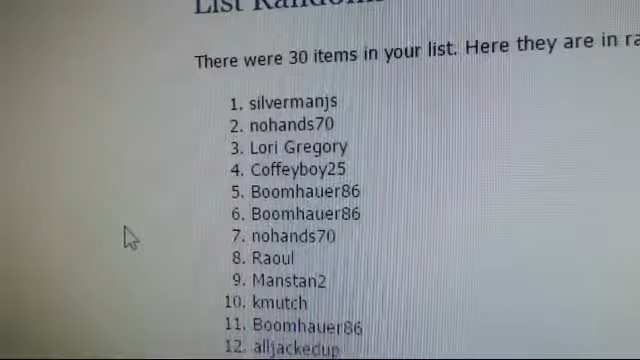 List
There were 30 items in your list. Here they are in
1. silvermanjs
2. nohands70
3. Lori Gregory
4. Coffeyboy25
5. Boomhauer86
6. Boomhauer86
7. nohands70
8. Raoul
9. Manstan2
10. kmutch
11. Boomhauer86
12. alljackedup